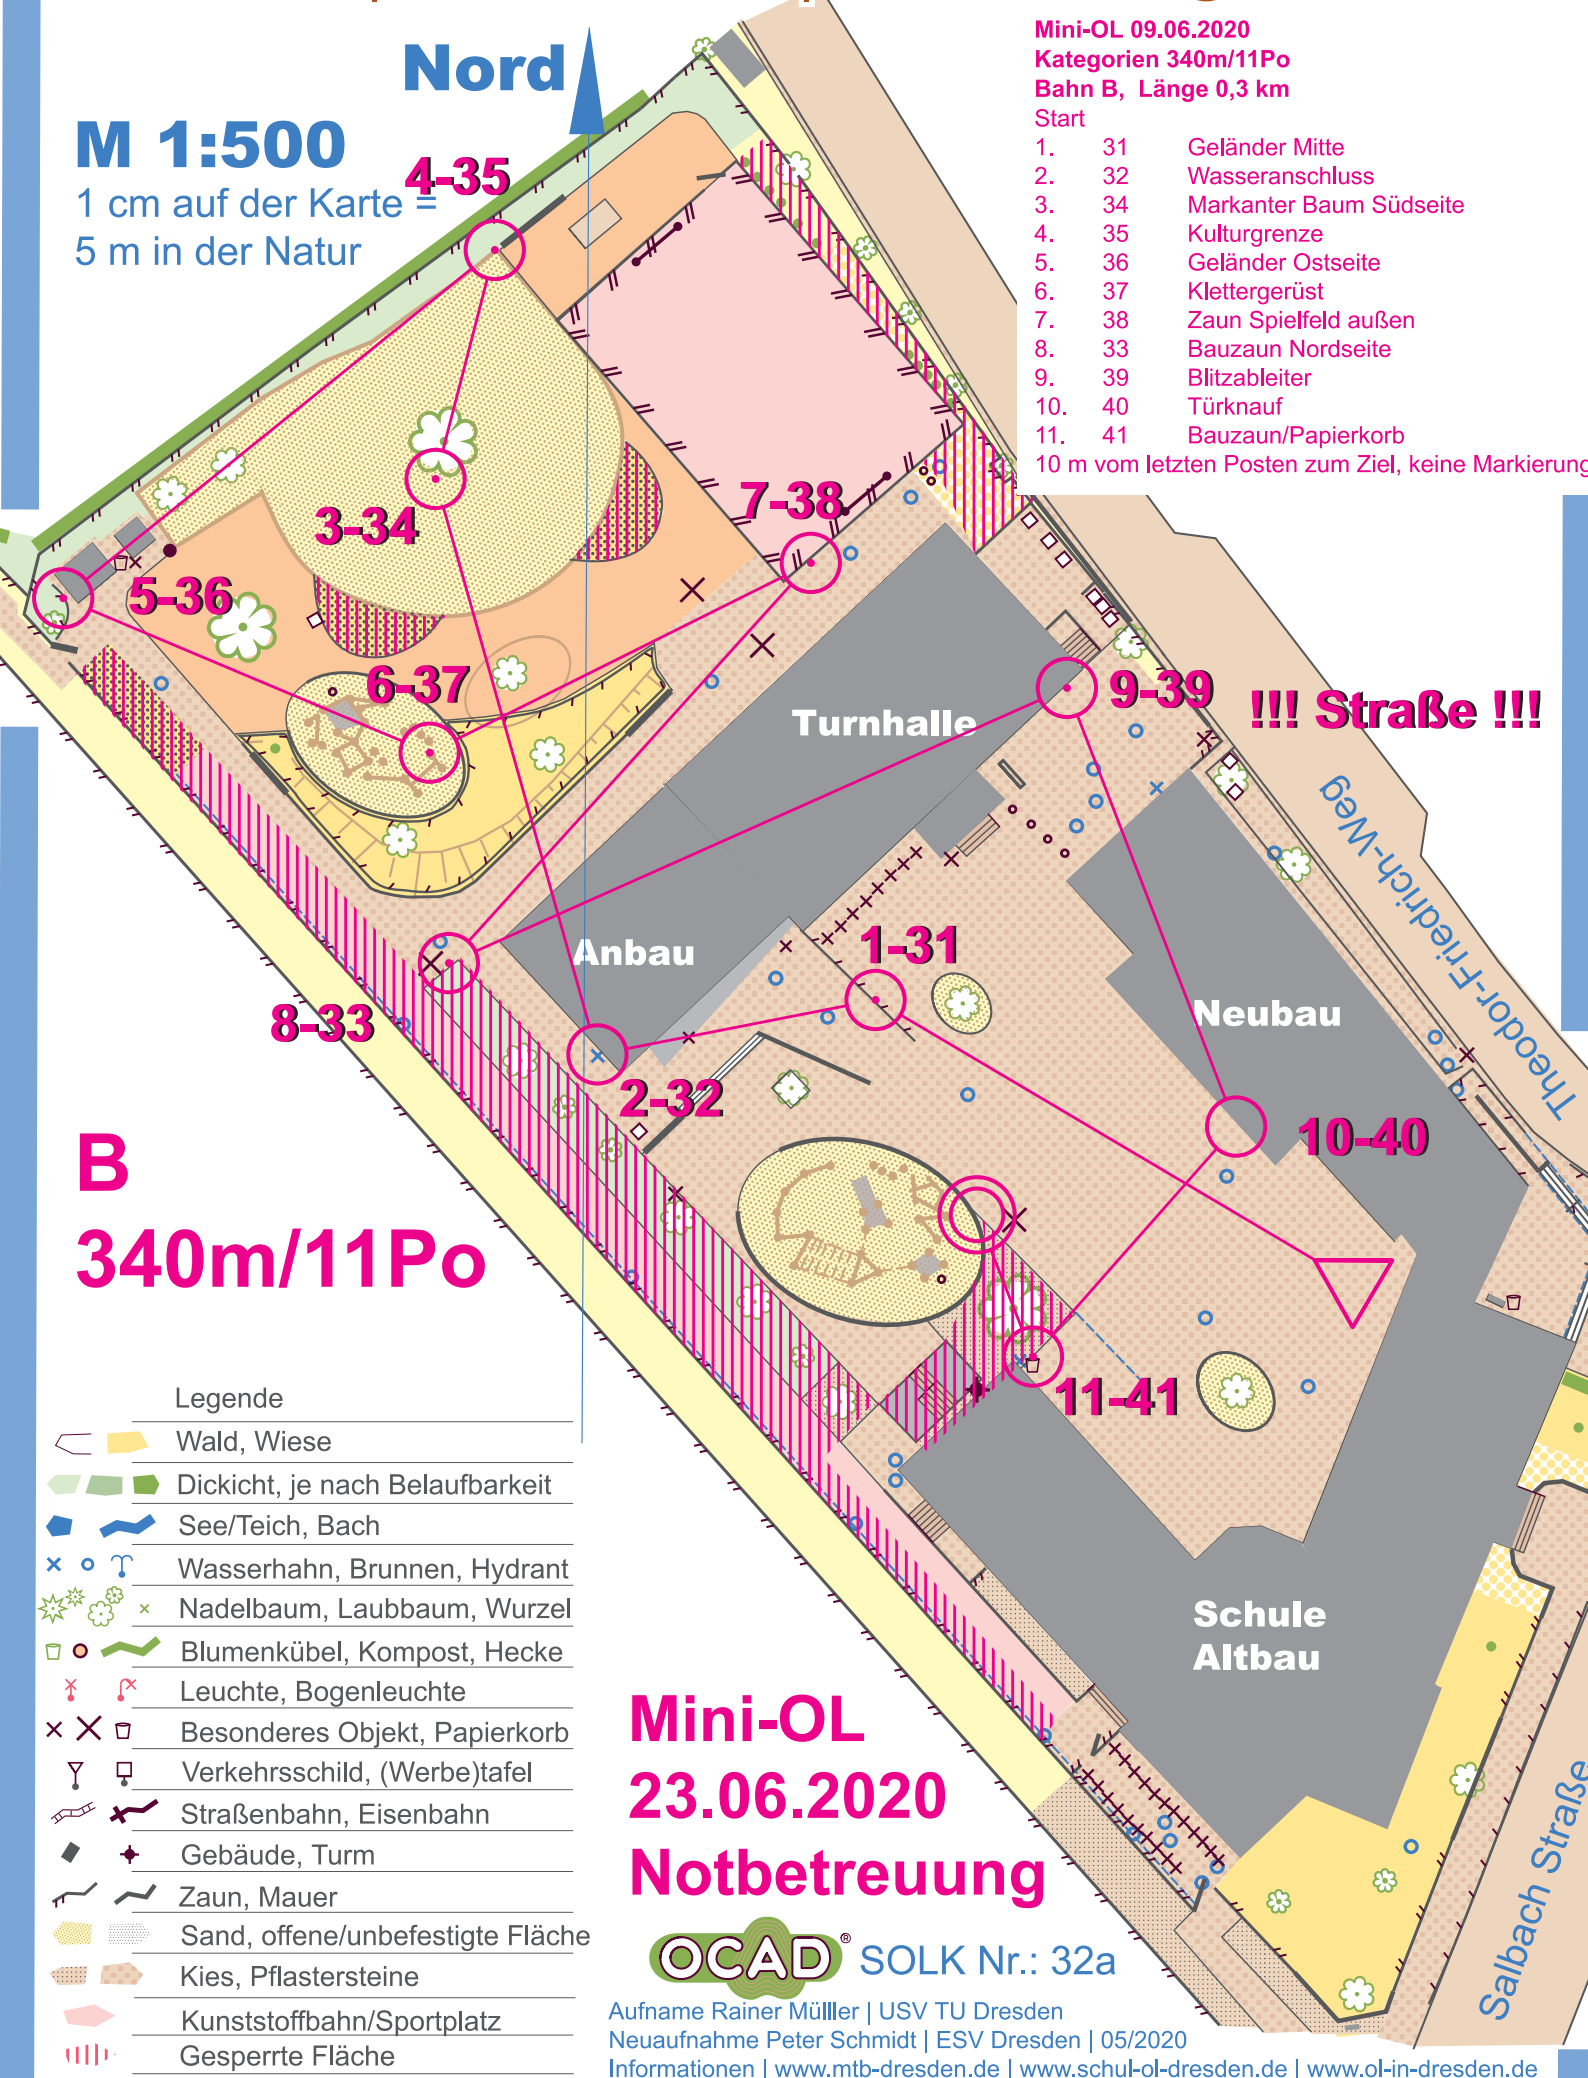 Nord
M 1:500
1 cm auf der Karte =
5 m in der Natur
Mini-OL 09.06.2020
Kategorien 340m/11Po
Bahn B, Länge 0,3 km
Start
1. 31 Geländer Mitte
2. 32 Wasseranschluss
3. 34 Markanter Baum Südseite
4. 35 Kulturgrenze
5. 36 Geländer Ostseite
6. 37 Klettergerüst
7. 38 Zaun Spielfeld außen
8. 33 Bauzaun Nordseite
9. 39 Blitzableiter
10. 40 Türknauf
11. 41 Bauzaun/Papierkorb
10 m vom letzten Posten zum Ziel, keine Markierung
4-35
3-34
7-38
5-36
6-37
9-39
!!! Straße !!!
Turnhalle
Theodor-Friedrich-Weg
Anbau
1-31
Neubau
8-33
2-32
10-40
B
340m/11Po
11-41
Legende
Wald, Wiese
Dickicht, je nach Belaufbarkeit
See/Teich, Bach
Wasserhahn, Brunnen, Hydrant
Nadelbaum, Laubbaum, Wurzel
Blumenkübel, Kompost, Hecke
Leuchte, Bogenleuchte
Besonderes Objekt, Papierkorb
Verkehrsschild, (Werbe)tafel
Straßenbahn, Eisenbahn
Gebäude, Turm
Zaun, Mauer
Sand, offene/unbefestigte Fläche
Kies, Pflastersteine
Kunststoffbahn/Sportplatz
Gesperrte Fläche
Schule
Altbau
Salbach Straße
Mini-OL
23.06.2020
Notbetreuung
OCAD® SOLK Nr.: 32a
Aufname Rainer Mülller | USV TU Dresden
Neuaufnahme Peter Schmidt | ESV Dresden | 05/2020
Informationen | www.mtb-dresden.de | www.schul-ol-dresden.de | www.ol-in-dresden.de